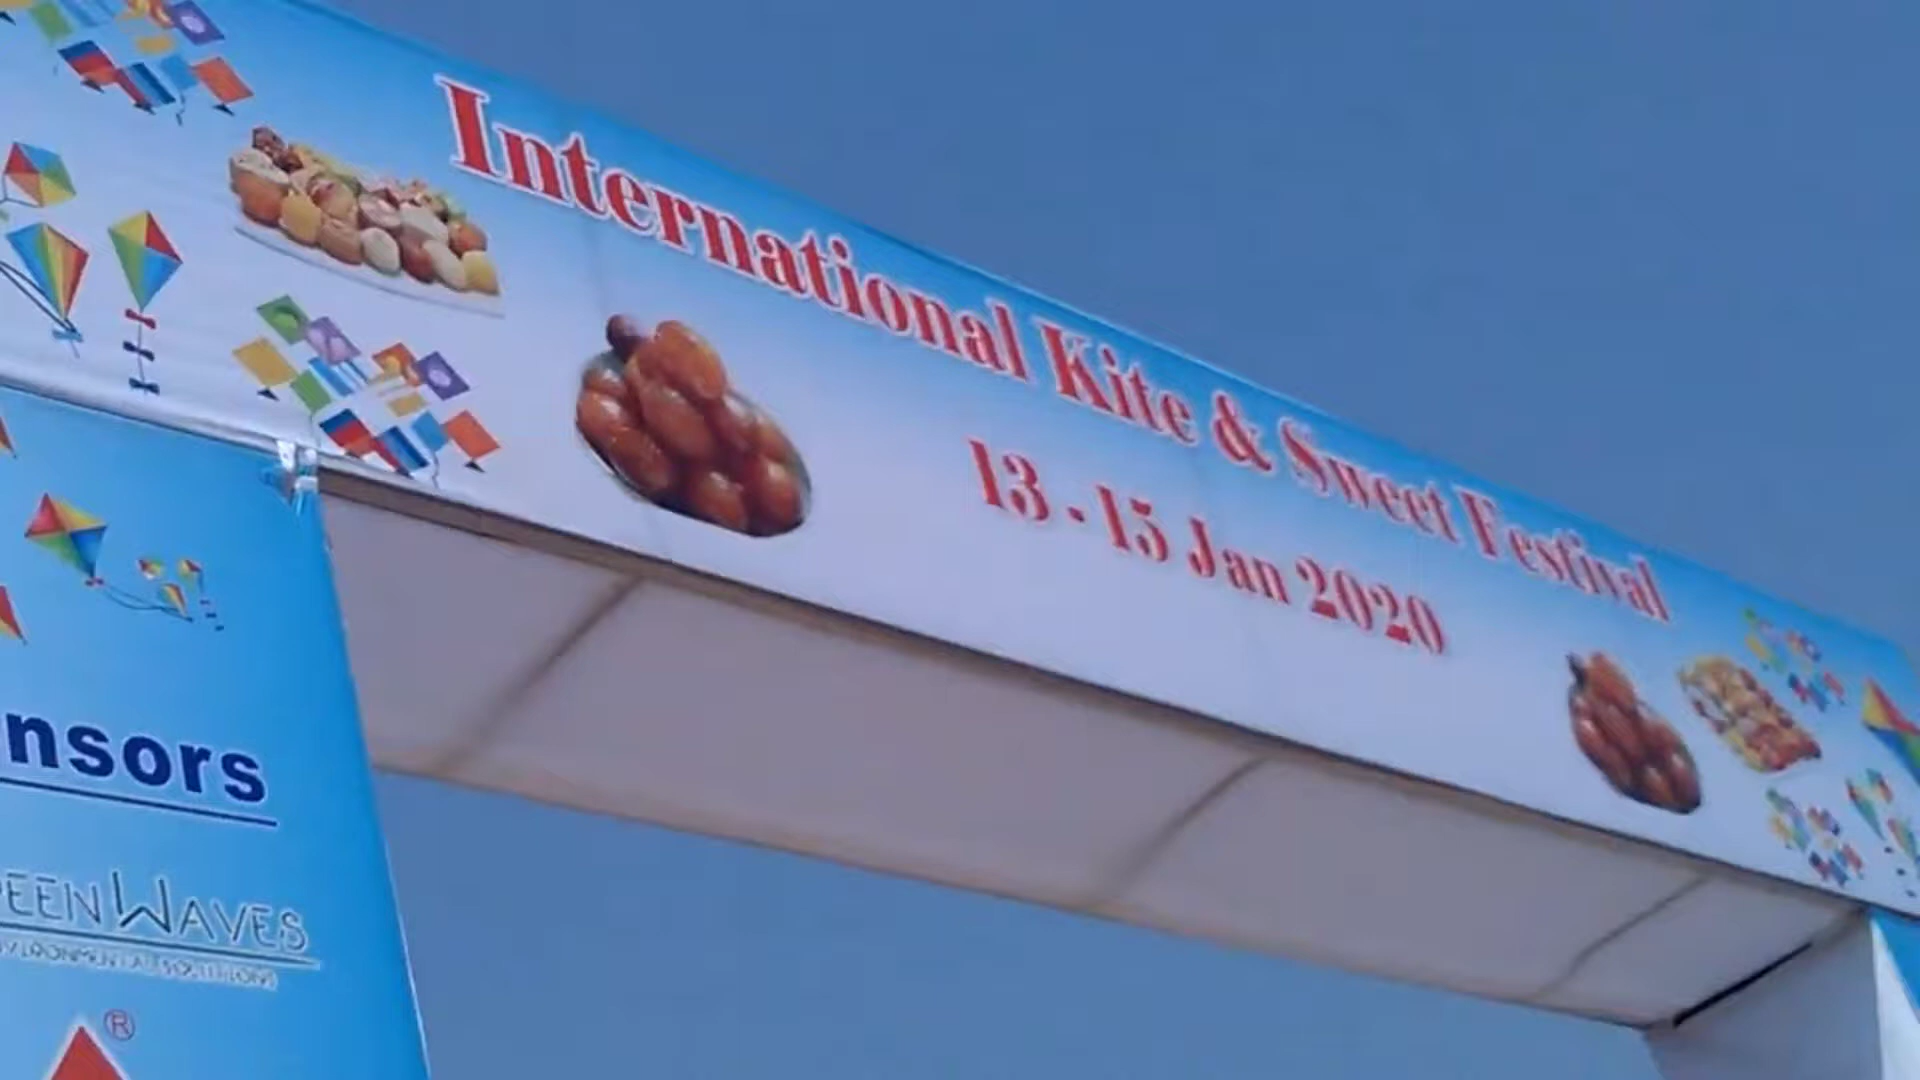 International Kite & Sweet Festival
13 - 15 Jan 2020
nsors
EENWAVES
®